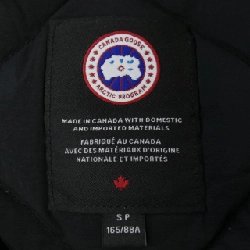 CANADA GOOSE
ARCTIC PROGRAM
MADE IN CANADA WITH DOMESTIC
AND IMPORTED MATERIALS
FABRIQUÉ AU CANADA
AVEC DES MATÉRIAUX D'ORIGINE
NATIONALE ET IMPORTÉS
S P
165/88A